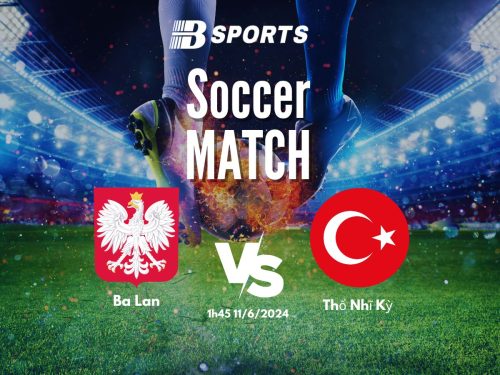 B SPORTS
Soccer
MATCH
VS
Ba Lan
Thổ Nhĩ Kỳ
1h45 11/6/2024